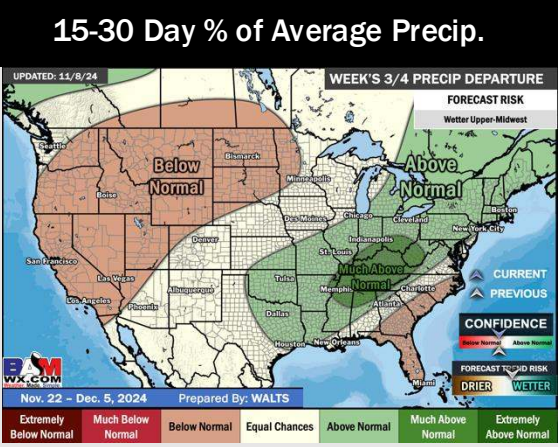 15-30 Day % of Average Precip.
UPDATED: 11/8/24
WEEK'S 3/4 PRECIP DEPARTURE
FORECAST RISK
Wetter Upper-Midwest
Seattle
Below
Normal
Bismarck
Minneapolis
Above
Normal
Boise
Boston
Des Moines
Chicago
Cleveland
New York City
San Francisco
Denver
Indianapolis
St. Louis
Las Vegas
Los Angeles
Albuquerque
Phoenix
Tulsa
Much Above
Normal
Memphis
Charlotte
Atlanta
Dallas
Houston
New Orleans
Miami
CURRENT
PREVIOUS
CONFIDENCE
Below Normal
Above Normal
FORECAST TREND RISK
DRIER
WETTER
BAM
WX.COM
Weather. Made. Simple.
Nov. 22 – Dec. 5, 2024
Prepared By: WALTS
Extremely
Below Normal
Much Below
Normal
Below Normal
Equal Chances
Above Normal
Much Above
Normal
Extremely
Above Normal